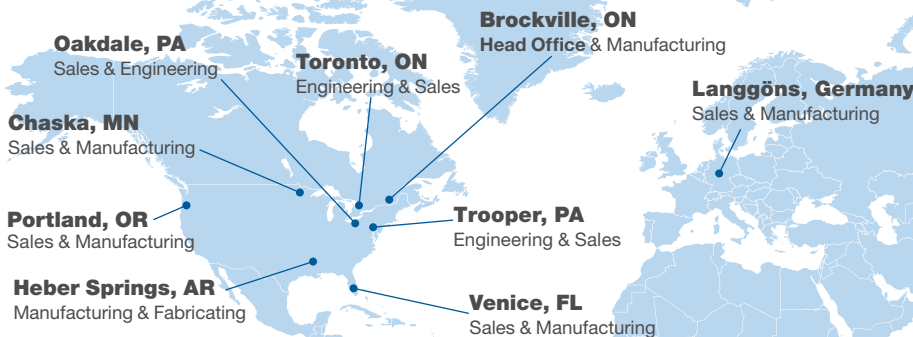 Brockville, ON
Head Office & Manufacturing
Oakdale, PA
Sales & Engineering
Toronto, ON
Engineering & Sales
Langgöns, Germany
Sales & Manufacturing
Chaska, MN
Sales & Manufacturing
Portland, OR
Sales & Manufacturing
Trooper, PA
Engineering & Sales
Heber Springs, AR
Manufacturing & Fabricating
Venice, FL
Sales & Manufacturing